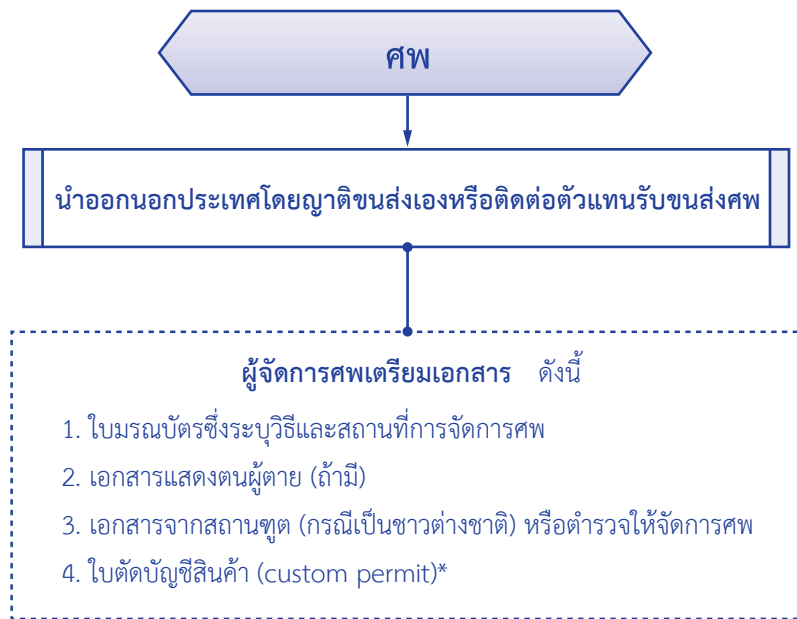 ศพ
นำออกนอกประเทศโดยญาติขนส่งเองหรือติดต่อตัวแทนรับขนส่งศพ
ผู้จัดการศพเตรียมเอกสาร ดังนี้
1. ใบมรณบัตรซึ่งระบุวิธีและสถานที่การจัดการศพ
2. เอกสารแสดงตนผู้ตาย (ถ้ามี)
3. เอกสารจากสถานฑูต (กรณีเป็นชาวต่างชาติ) หรือตำรวจให้จัดการศพ
4. ใบตัดบัญชีสินค้า (custom permit)*